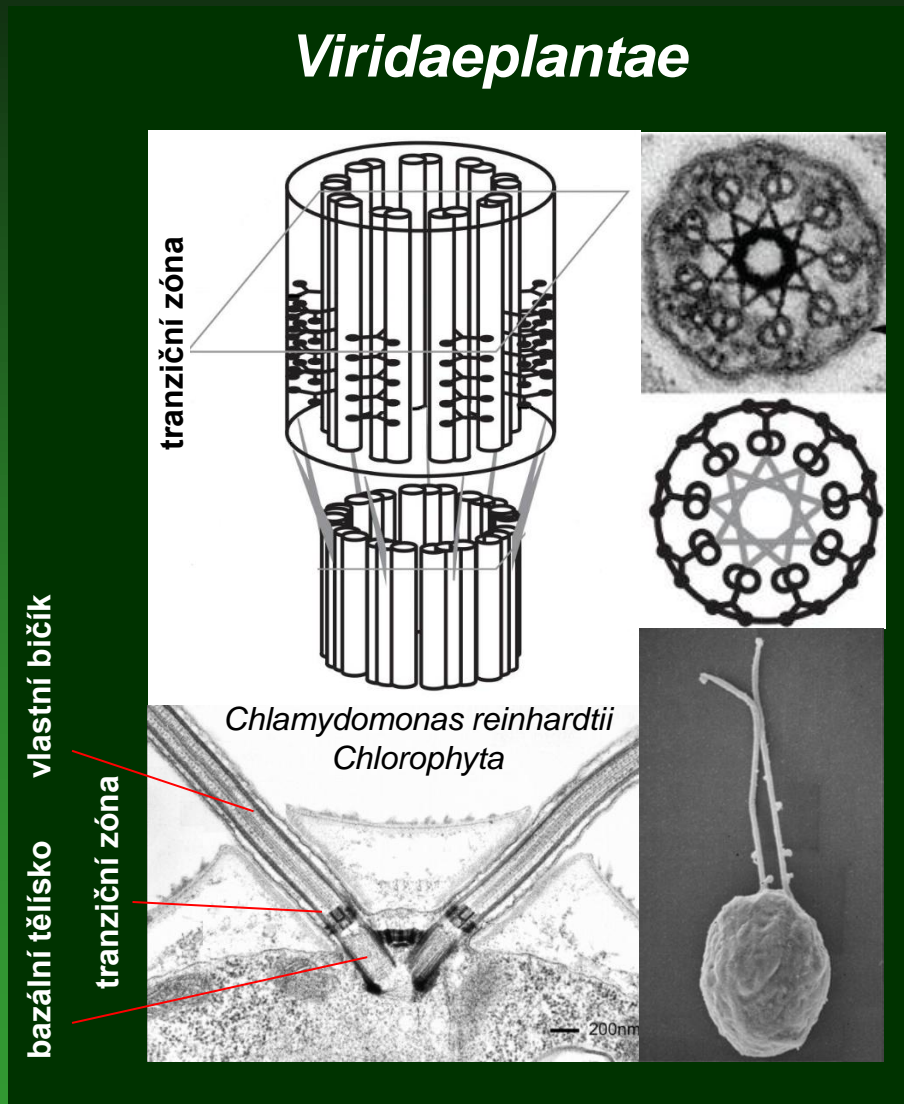 Viridaeplantae
tranziční zóna
Chlamydomonas reinhardtii
Chlorophyta
vlastní bičík
tranziční zóna
bazální tělísko
200nm